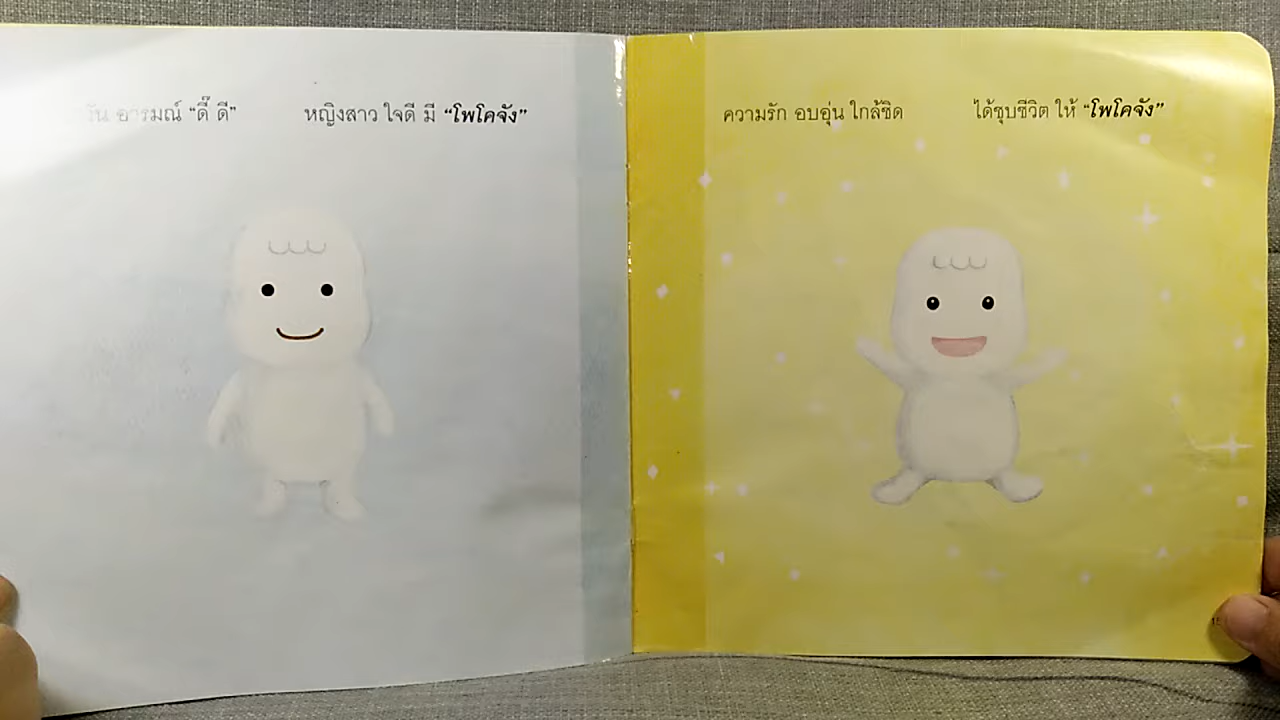 อารมณ์ “ดี๊ ดี” หญิงสาว ใจดี มี “โพโคจัง”
ความรัก อบอุ่น ใกล้ชิด ได้ชุบชีวิต ให้ “โพโคจัง”